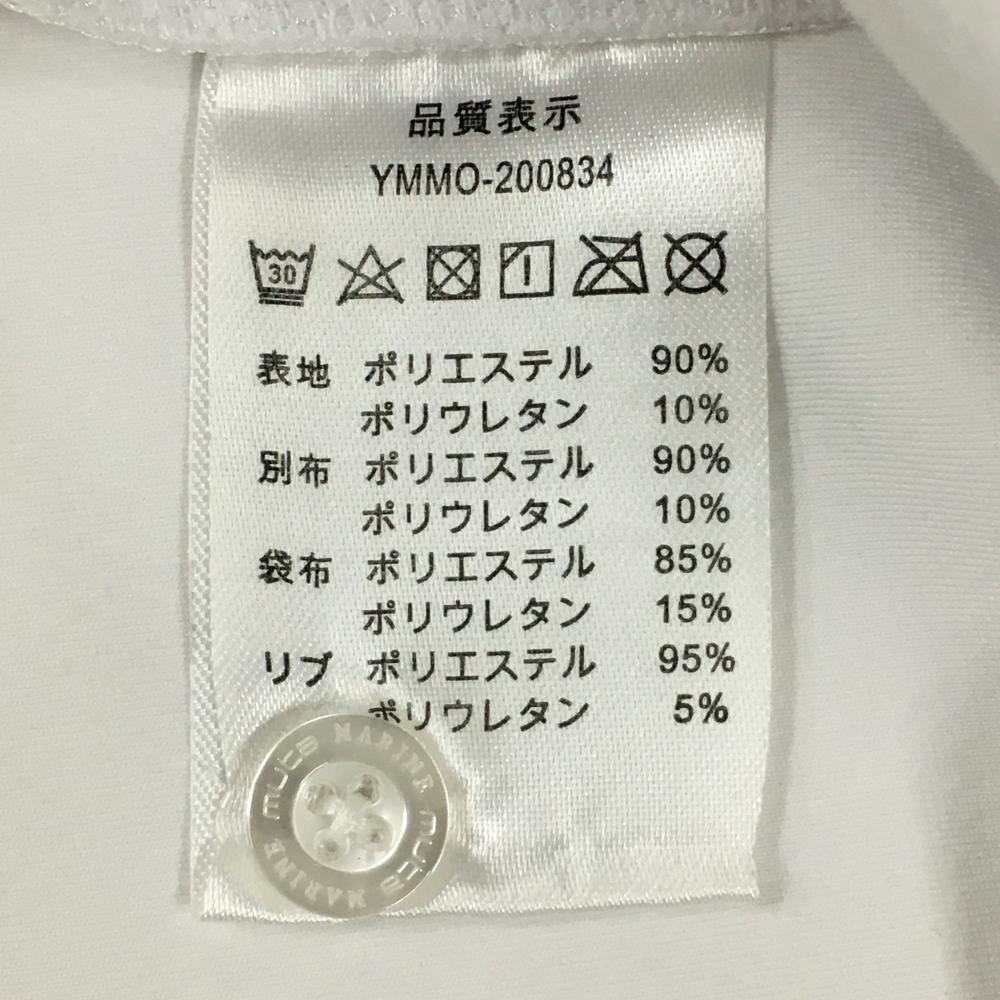 品質表示
YMMO-200834
30
表地 ポリエステル 90%
ポリウレタン 10%
別布 ポリエステル 90%
ポリウレタン 10%
袋布 ポリエステル 85%
ポリウレタン 15%
リブ ポリエステル 95%
ポリウレタン 5%
muta MARINE muta MARINE